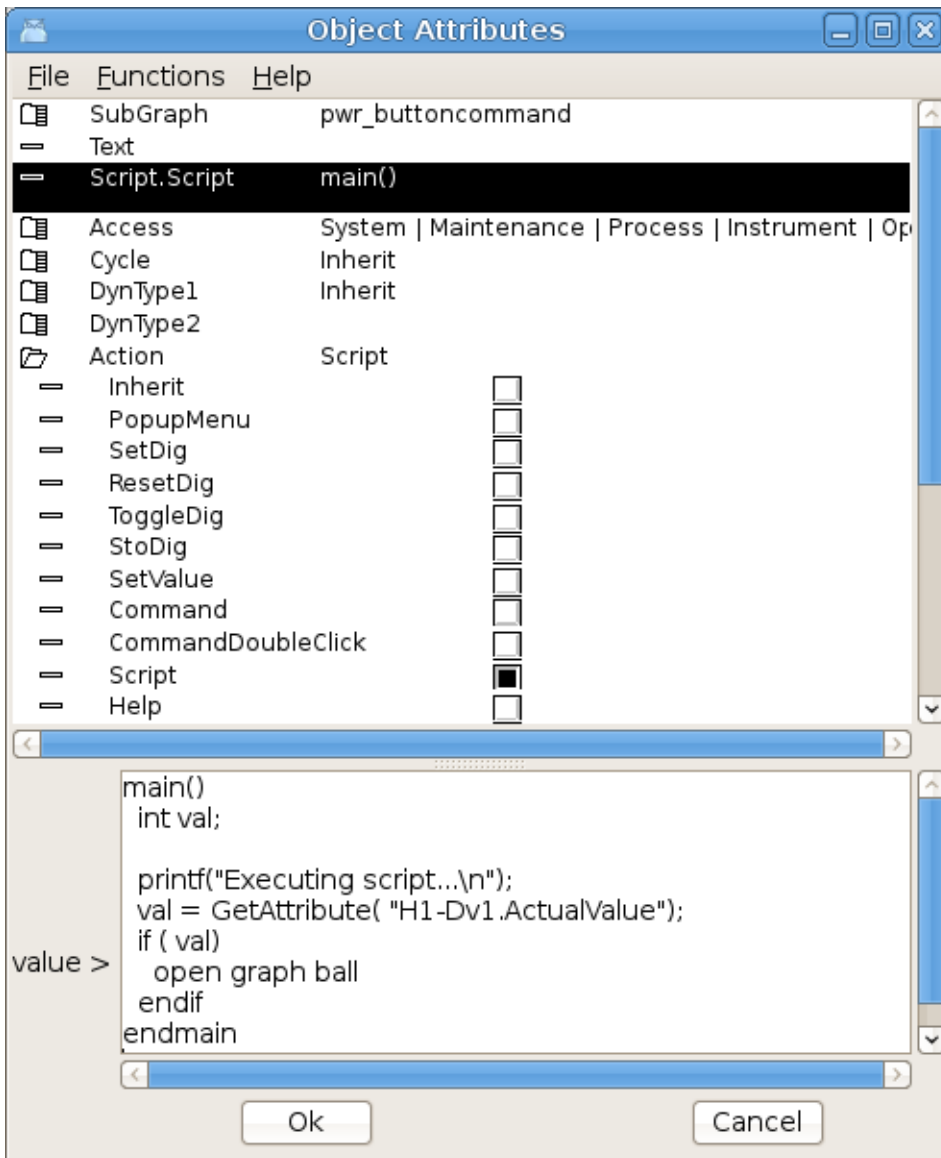 Object Attributes
File Functions Help
SubGraph pwr_buttoncommand
Text
Script.Script main()
Access System | Maintenance | Process | Instrument |
Cycle Inherit
DynType1 Inherit
DynType2
Action Script
Inherit
PopupMenu
SetDig
ResetDig
ToggleDig
StoDig
SetValue
Command
CommandDoubleClick
Script
Help
main()
int val;
printf("Executing script...\n");
val = GetAttribute( "H1-Dv1.ActualValue");
if ( val)
value >
open graph ball
endif
endmain
Ok Cancel